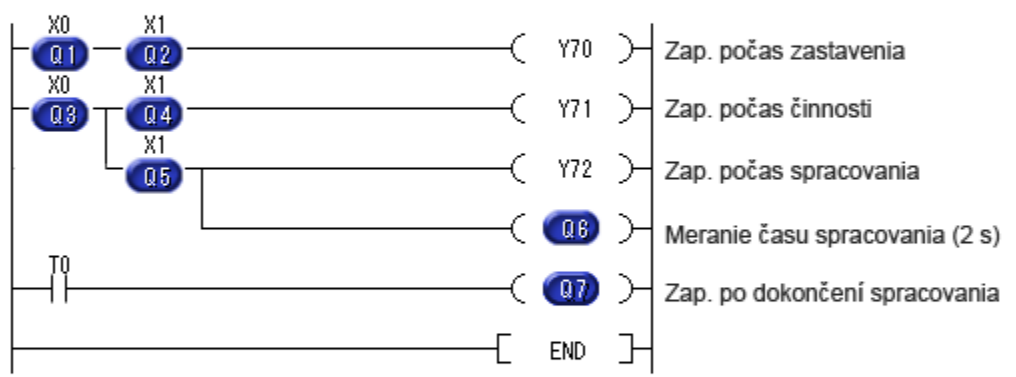 X0 X1
Q1 Q2 Y70 Zap. počas zastavenia
X0 X1
Q3 Q4 Y71 Zap. počas činnosti
X1
Q5 Y72 Zap. počas spracovania
Q6 Meranie času spracovania (2 s)
T0
Q7 Zap. po dokončení spracovania
END